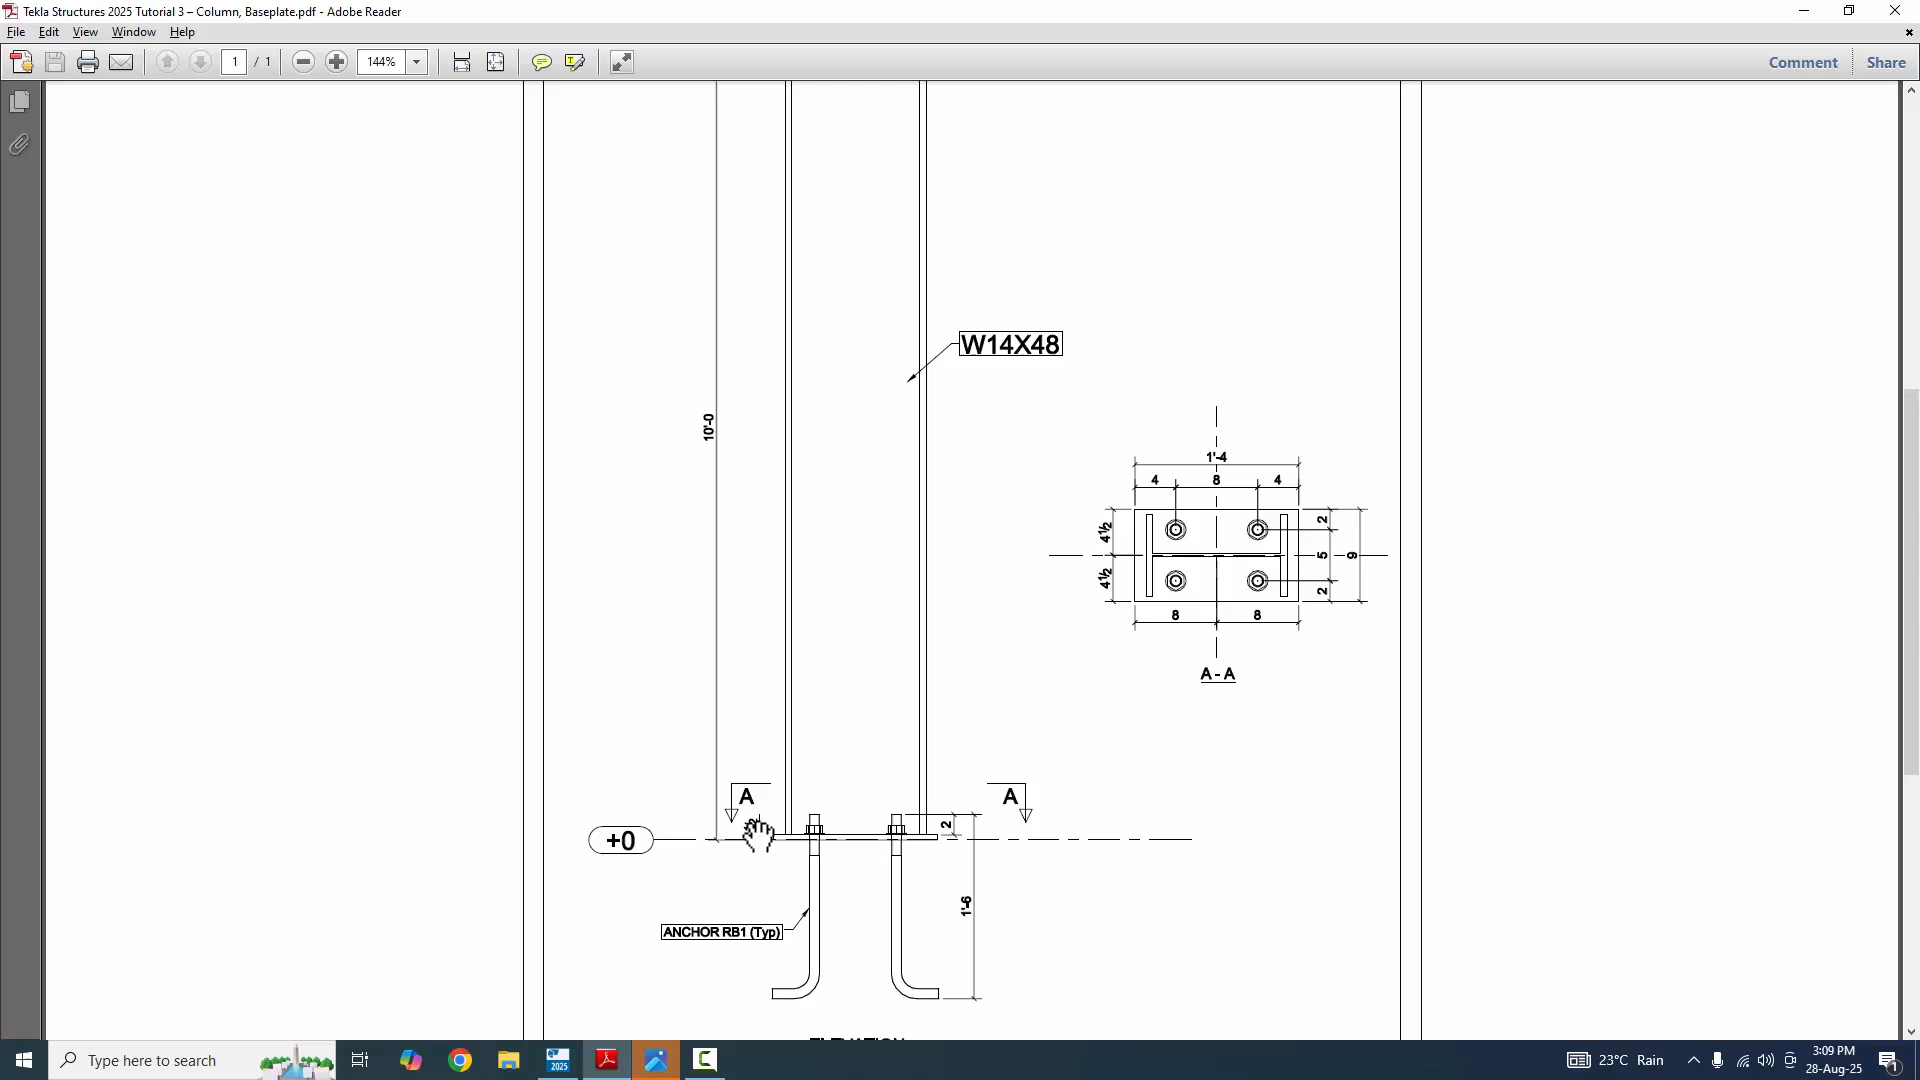 Tekla Structures 2025 Tutorial 3 – Column, Baseplate.pdf - Adobe Reader
File Edit View Window Help
1 / 1 144% Comment Share
W14X48
10'-0
1'-4
4 8 4
4½ 2
5 9
4½ 2
8 8
A - A
A A
2
+0
1'-6
ANCHOR RB1 (Typ)
ELEVATION
Type here to search
2025
23°C Rain
3:09 PM
28-Aug-25
1